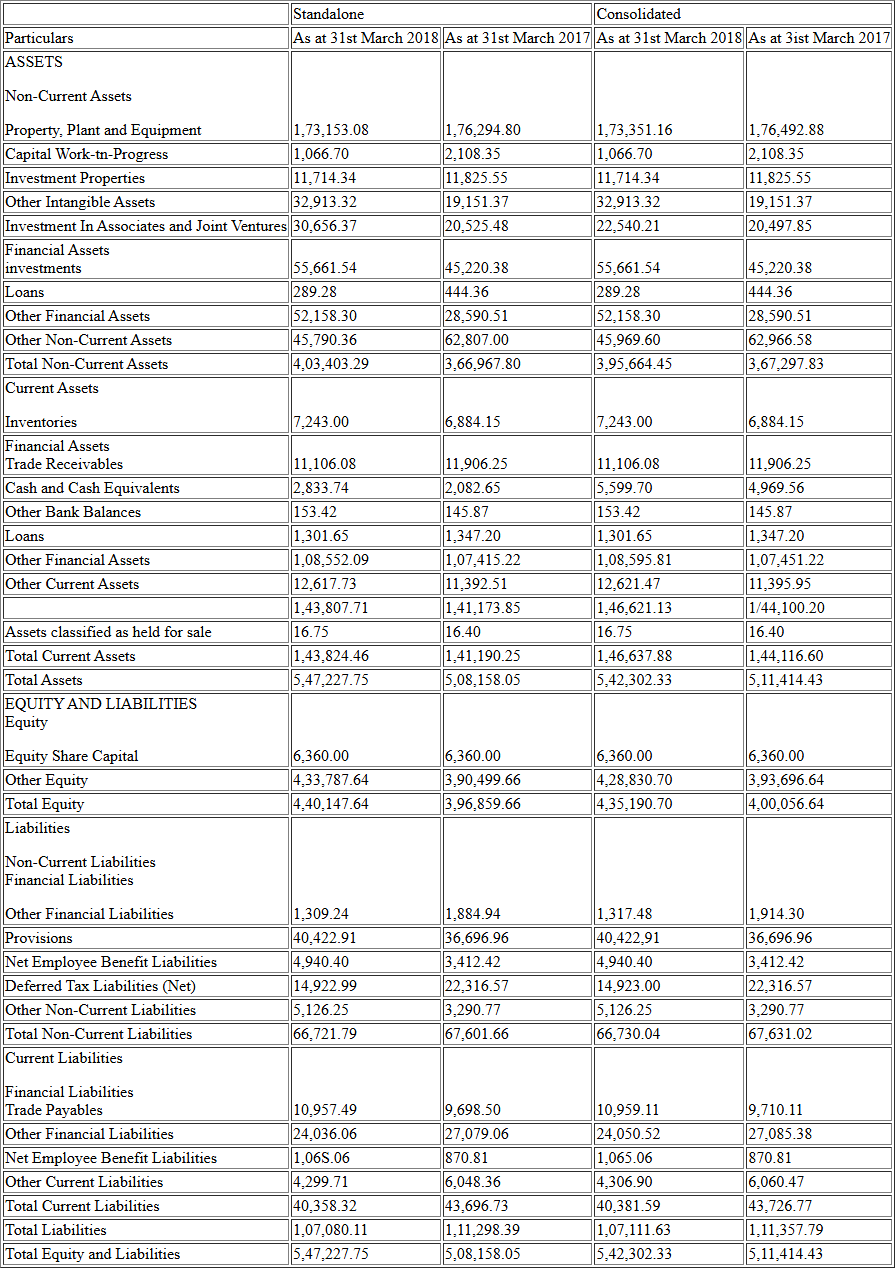 Standalone Consolidated
Particulars As at 31st March 2018 As at 31st March 2017 As at 31st March 2018 As at 3ist March 2017
ASSETS
Non-Current Assets
Property, Plant and Equipment 1,73,153.08 1,76,294.80 1,73,351.16 1,76,492.88
Capital Work-tn-Progress 1,066.70 2,108.35 1,066.70 2,108.35
Investment Properties 11,714.34 11,825.55 11,714.34 11,825.55
Other Intangible Assets 32,913.32 19,151.37 32,913.32 19,151.37
Investment In Associates and Joint Ventures 30,656.37 20,525.48 22,540.21 20,497.85
Financial Assets
investments 55,661.54 45,220.38 55,661.54 45,220.38
Loans 289.28 444.36 289.28 444.36
Other Financial Assets 52,158.30 28,590.51 52,158.30 28,590.51
Other Non-Current Assets 45,790.36 62,807.00 45,969.60 62,966.58
Total Non-Current Assets 4,03,403.29 3,66,967.80 3,95,664.45 3,67,297.83
Current Assets
Inventories 7,243.00 6,884.15 7,243.00 6,884.15
Financial Assets
Trade Receivables 11,106.08 11,906.25 11,106.08 11,906.25
Cash and Cash Equivalents 2,833.74 2,082.65 5,599.70 4,969.56
Other Bank Balances 153.42 145.87 153.42 145.87
Loans 1,301.65 1,347.20 1,301.65 1,347.20
Other Financial Assets 1,08,552.09 1,07,415.22 1,08,595.81 1,07,451.22
Other Current Assets 12,617.73 11,392.51 12,621.47 11,395.95
1,43,807.71 1,41,173.85 1,46,621.13 1/44,100.20
Assets classified as held for sale 16.75 16.40 16.75 16.40
Total Current Assets 1,43,824.46 1,41,190.25 1,46,637.88 1,44,116.60
Total Assets 5,47,227.75 5,08,158.05 5,42,302.33 5,11,414.43
EQUITY AND LIABILITIES
Equity
Equity Share Capital 6,360.00 6,360.00 6,360.00 6,360.00
Other Equity 4,33,787.64 3,90,499.66 4,28,830.70 3,93,696.64
Total Equity 4,40,147.64 3,96,859.66 4,35,190.70 4,00,056.64
Liabilities
Non-Current Liabilities
Financial Liabilities
Other Financial Liabilities 1,309.24 1,884.94 1,317.48 1,914.30
Provisions 40,422.91 36,696.96 40,422,91 36,696.96
Net Employee Benefit Liabilities 4,940.40 3,412.42 4,940.40 3,412.42
Deferred Tax Liabilities (Net) 14,922.99 22,316.57 14,923.00 22,316.57
Other Non-Current Liabilities 5,126.25 3,290.77 5,126.25 3,290.77
Total Non-Current Liabilities 66,721.79 67,601.66 66,730.04 67,631.02
Current Liabilities
Financial Liabilities
Trade Payables 10,957.49 9,698.50 10,959.11 9,710.11
Other Financial Liabilities 24,036.06 27,079.06 24,050.52 27,085.38
Net Employee Benefit Liabilities 1,06S.06 870.81 1,065.06 870.81
Other Current Liabilities 4,299.71 6,048.36 4,306.90 6,060.47
Total Current Liabilities 40,358.32 43,696.73 40,381.59 43,726.77
Total Liabilities 1,07,080.11 1,11,298.39 1,07,111.63 1,11,357.79
Total Equity and Liabilities 5,47,227.75 5,08,158.05 5,42,302.33 5,11,414.43